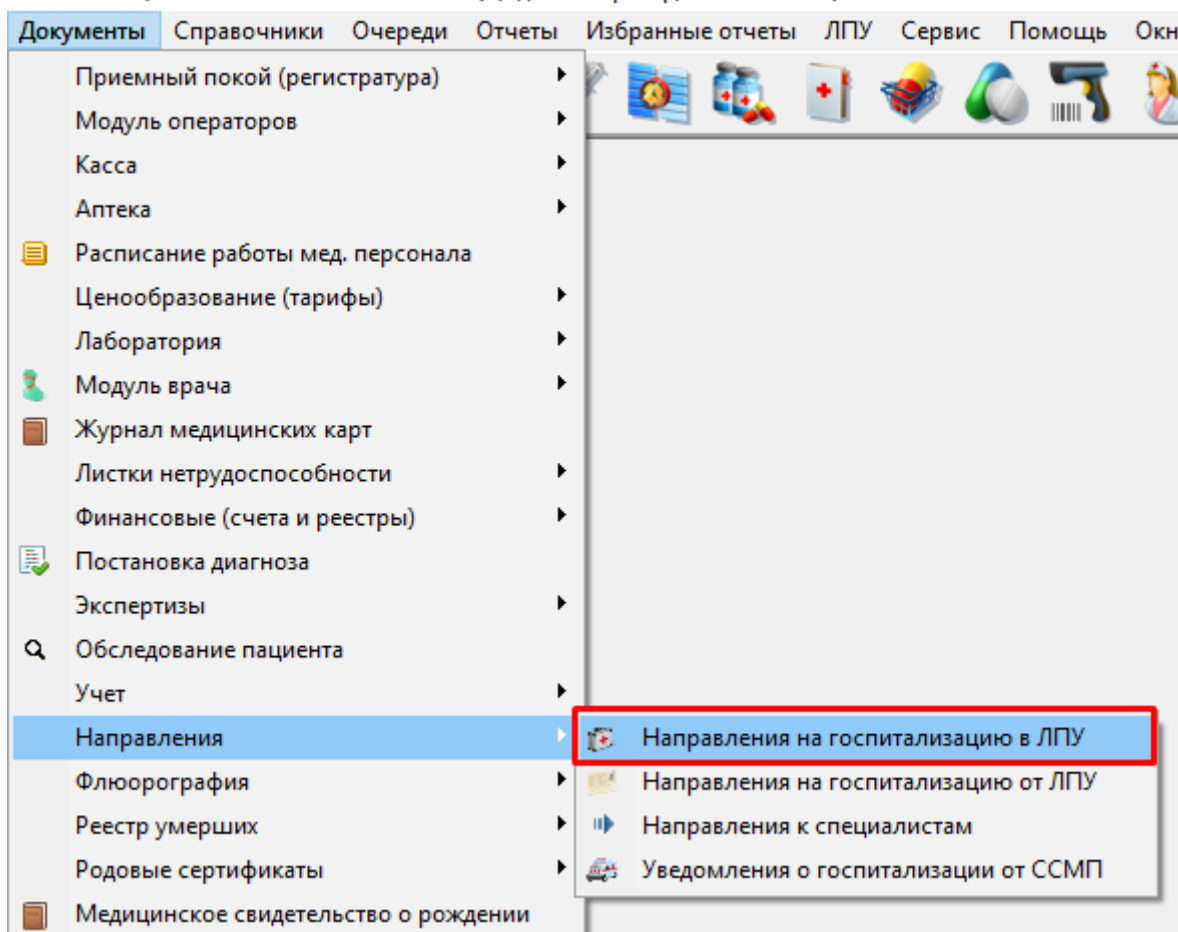 Документы Справочники Очереди Отчеты Избранные отчеты ЛПУ Сервис Помощь
Приемный покой (регистратура)
Модуль операторов
Касса
Аптека
Расписание работы мед. персонала
Ценообразование (тарифы)
Лаборатория
Модуль врача
Журнал медицинских карт
Листки нетрудоспособности
Финансовые (счета и реестры)
Постановка диагноза
Экспертизы
Обследование пациента
Учет
Направления
Направления на госпитализацию в ЛПУ
Флюорография
Направления на госпитализацию от ЛПУ
Реестр умерших
Направления к специалистам
Родовые сертификаты
Уведомления о госпитализации от ССМП
Медицинское свидетельство о рождении